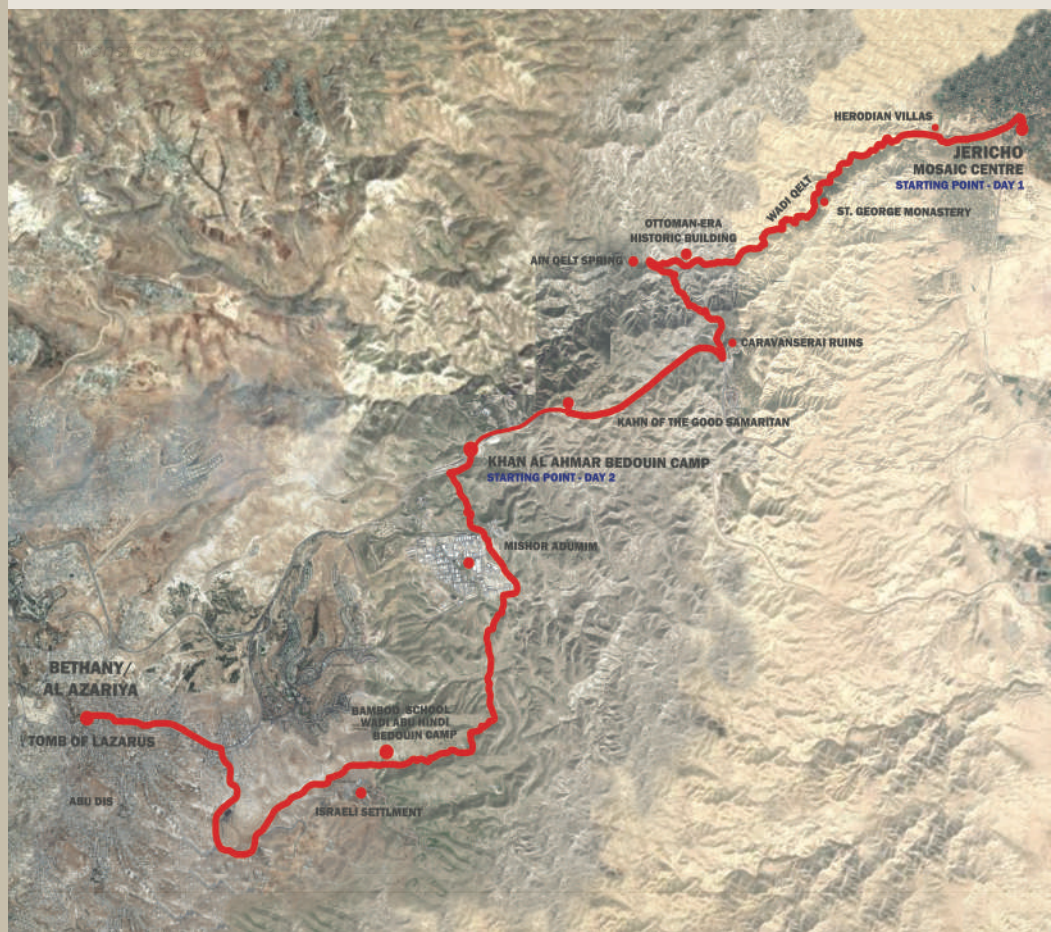 HERODIAN VILLAS
JERICHO
MOSAIC CENTRE
STARTING POINT - DAY 1
WADI QELT
ST. GEORGE MONASTERY
OTTOMAN-ERA
HISTORIC BUILDING
AIN QELT SPRING
CARAVANSERAI RUINS
KAHN OF THE GOOD SAMARITAN
KHAN AL AHMAR BEDOUIN CAMP
STARTING POINT - DAY 2
MISHOR ADUMIM
BETHANY/
AL AZARIYA
TOMB OF LAZARUS
BAMBOO SCHOOL
WADI ABU HINDI
BEDOUIN CAMP
ABU DIS
ISRAELI SETTLMENT